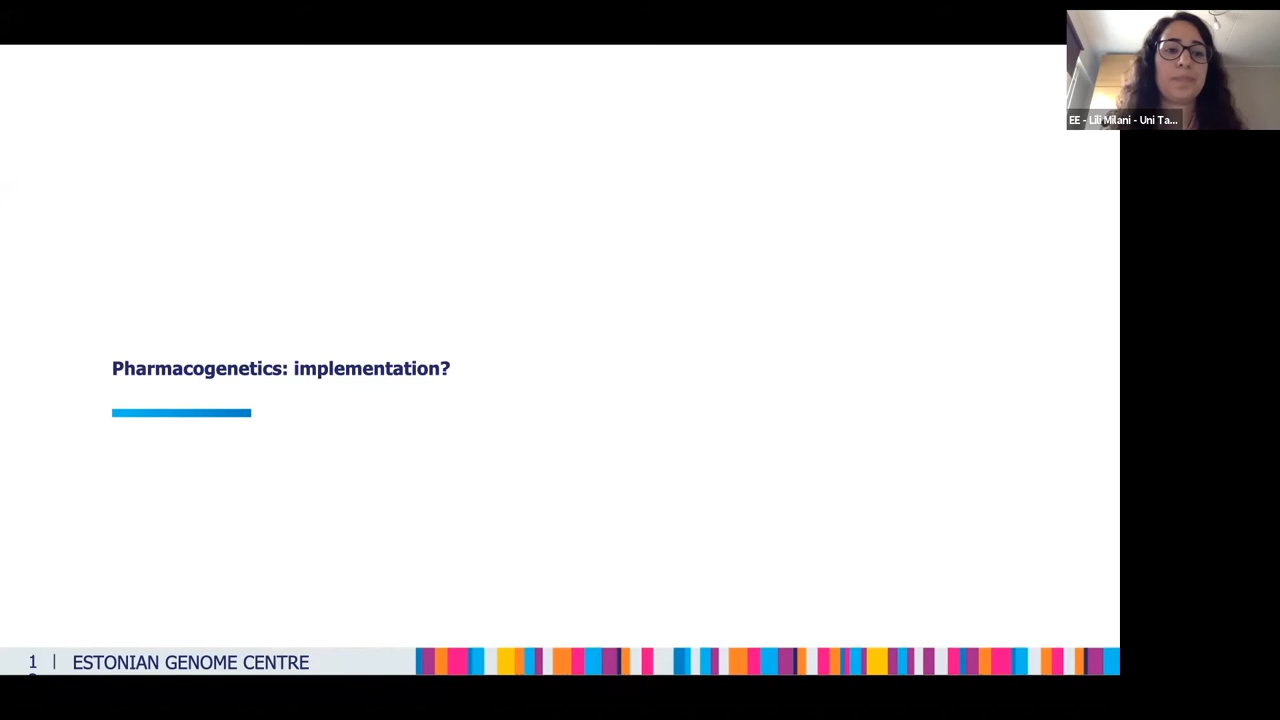 EE - Lili Milani - Uni Ta...
Pharmacogenetics: implementation?
1 | ESTONIAN GENOME CENTRE